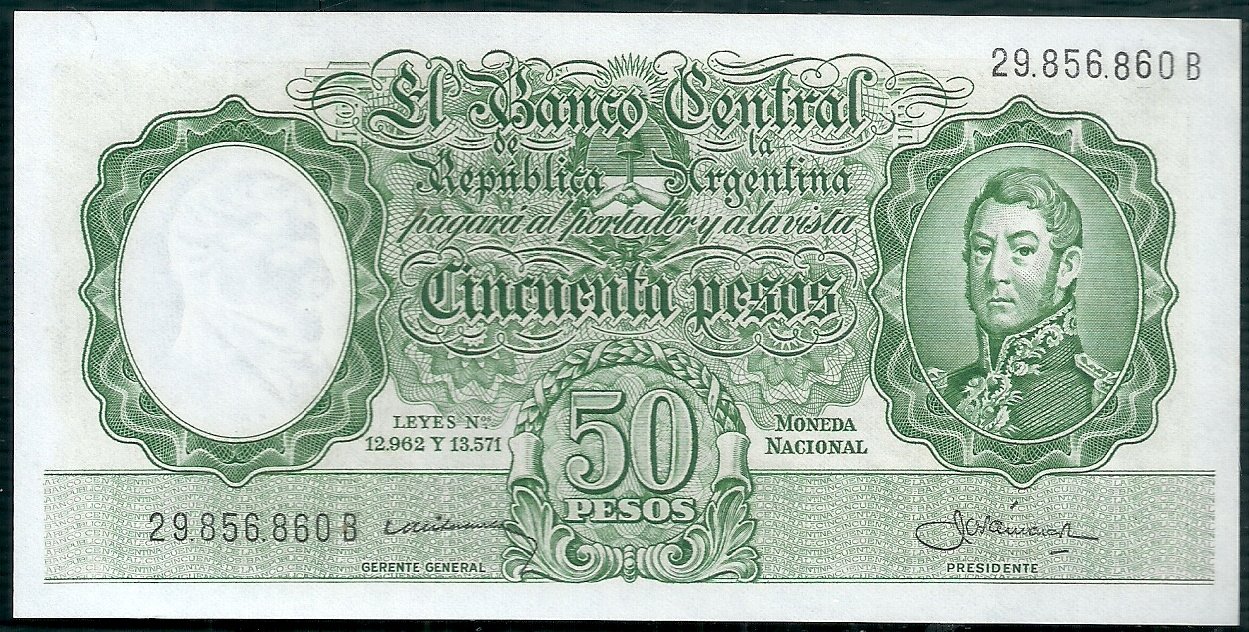 29.856.860 B
El Banco Central
de la
República Argentina
pagará al portador y a la vista
Cincuenta pesos
LEYES Nos.
12.962 Y 13.571
50
PESOS
MONEDA
NACIONAL
29.856.860 B
GERENTE GENERAL
PRESIDENTE